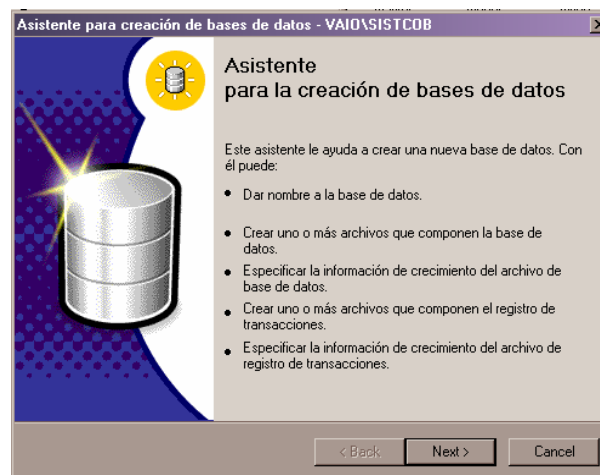 Asistente para creación de bases de datos - VAIO\SISTCOB
Asistente
para la creación de bases de datos
Este asistente le ayuda a crear una nueva base de datos. Con
él puede:
• Dar nombre a la base de datos.
• Crear uno o más archivos que componen la base de
datos.
• Especificar la información de crecimiento del archivo de
base de datos.
• Crear uno o más archivos que componen el registro de
transacciones.
• Especificar la información de crecimiento del archivo de
registro de transacciones.
< Back Next > Cancel